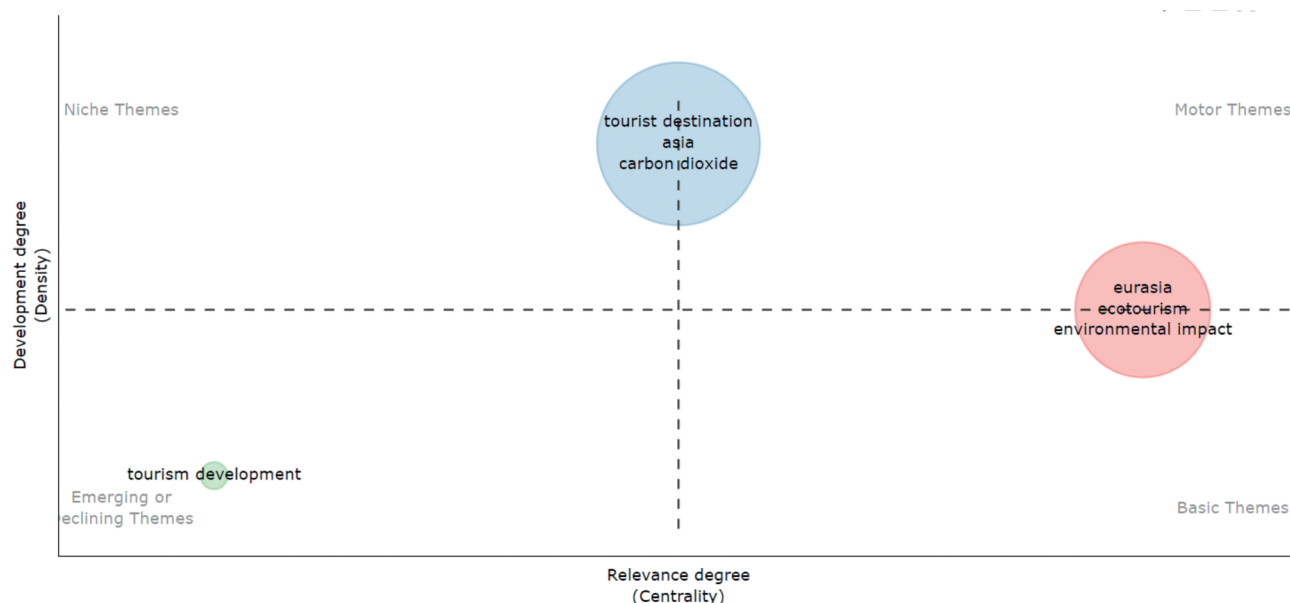 Niche Themes
Motor Themes
tourist destination
asia
carbon dioxide
Development degree
(Density)
eurasia
ecotourism
environmental impact
tourism development
Emerging or
eclining Themes
Basic Themes
Relevance degree
(Centrality)